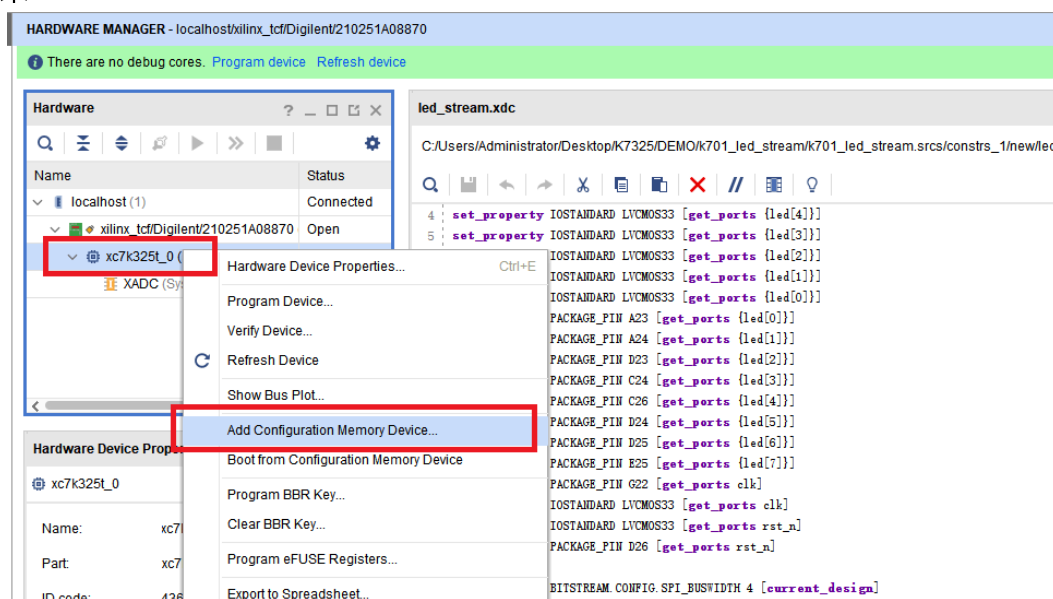 HARDWARE MANAGER - localhost/xilinx_tcf/Digilent/210251A08870
There are no debug cores. Program device Refresh device
Hardware
? _ □
Name Status
localhost (1) Connected
xilinx_tcf/Digilent/210251A08870 Open
xc7k325t_0 (
XADC (Sy
Hardware Device Properties... Ctrl+E
Program Device...
Verify Device...
Refresh Device
Show Bus Plot...
Add Configuration Memory Device...
Boot from Configuration Memory Device
Program BBR Key...
Clear BBR Key...
Program eFUSE Registers...
Export to Spreadsheet...
Hardware Device Prope
xc7k325t_0
Name: xc7
Part: xc7
ID code: 436
led_stream.xdc
C:/Users/Administrator/Desktop/K7325/DEMO/k701_led_stream/k701_led_stream.srcs/constrs_1/new/led
4 set_property IOSTANDARD LVCMOS33 [get_ports {led[4]}]
5 set_property IOSTANDARD LVCMOS33 [get_ports {led[3]}]
IOSTANDARD LVCMOS33 [get_ports {led[2]}]
IOSTANDARD LVCMOS33 [get_ports {led[1]}]
IOSTANDARD LVCMOS33 [get_ports {led[0]}]
PACKAGE_PIN A23 [get_ports {led[0]}]
PACKAGE_PIN A24 [get_ports {led[1]}]
PACKAGE_PIN D23 [get_ports {led[2]}]
PACKAGE_PIN C24 [get_ports {led[3]}]
PACKAGE_PIN C26 [get_ports {led[4]}]
PACKAGE_PIN D24 [get_ports {led[5]}]
PACKAGE_PIN D25 [get_ports {led[6]}]
PACKAGE_PIN E25 [get_ports {led[7]}]
PACKAGE_PIN G22 [get_ports clk]
IOSTANDARD LVCMOS33 [get_ports clk]
IOSTANDARD LVCMOS33 [get_ports rst_n]
PACKAGE_PIN D26 [get_ports rst_n]
BITSTREAM.CONFIG.SPI_BUSWIDTH 4 [current_design]